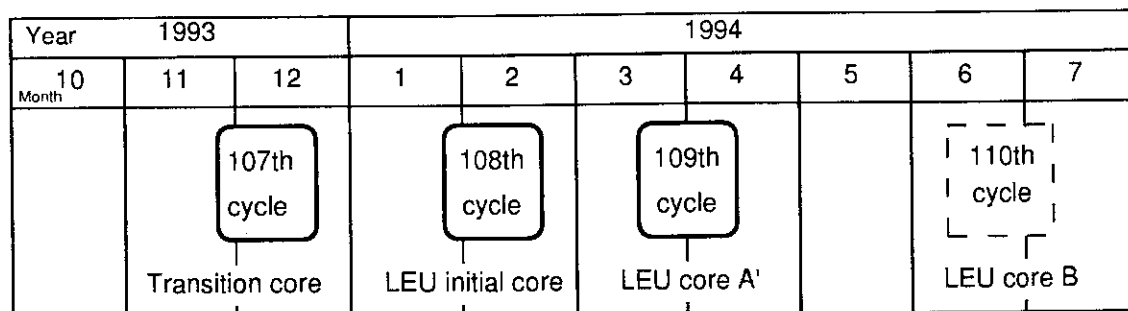 Year 1993 1994
10 11 12 1 2 3 4 5 6 7
Month
107th 108th 109th 110th
cycle cycle cycle cycle
Transition core LEU initial core LEU core A' LEU core B